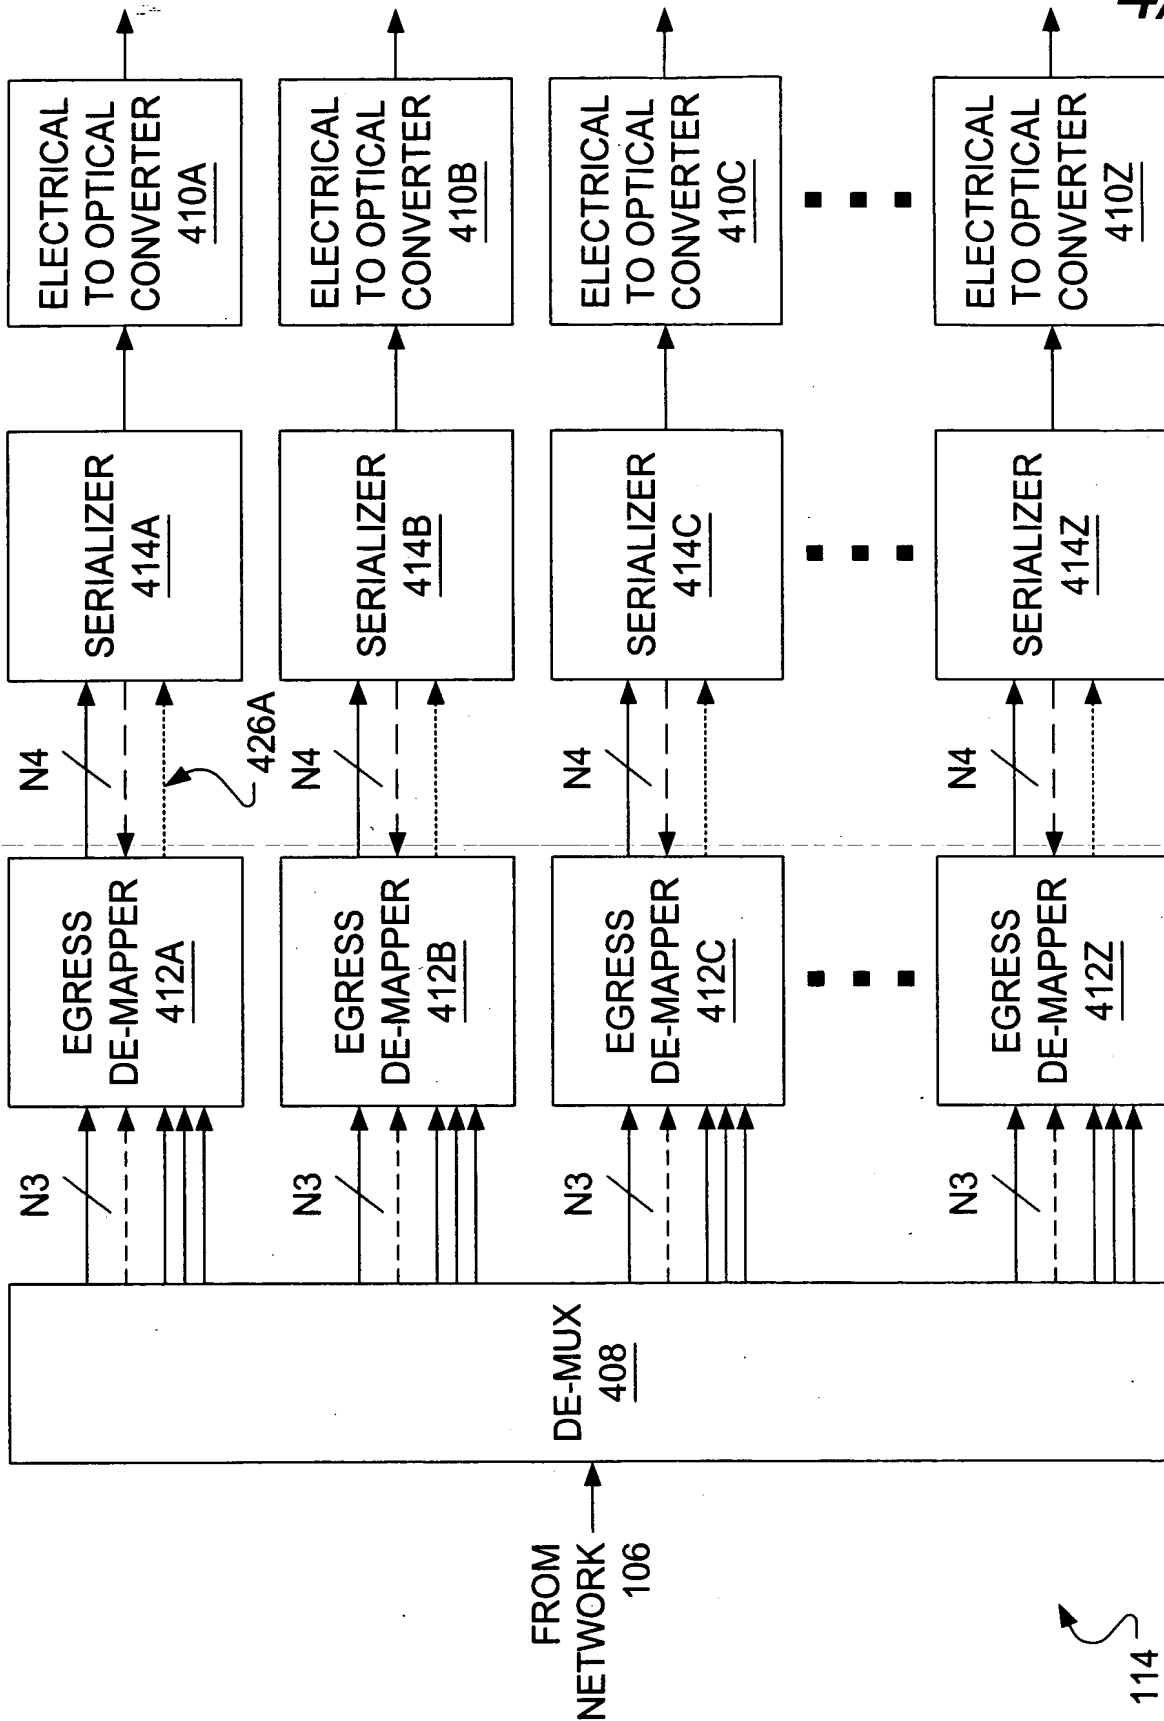 FROM
NETWORK
106
114
DE-MUX
408
N3
EGRESS
DE-MAPPER
412A
N4
426A
SERIALIZER
414A
ELECTRICAL
TO OPTICAL
CONVERTER
410A
N3
EGRESS
DE-MAPPER
412B
N4
SERIALIZER
414B
ELECTRICAL
TO OPTICAL
CONVERTER
410B
N3
EGRESS
DE-MAPPER
412C
N4
SERIALIZER
414C
ELECTRICAL
TO OPTICAL
CONVERTER
410C
N3
EGRESS
DE-MAPPER
412Z
N4
SERIALIZER
414Z
ELECTRICAL
TO OPTICAL
CONVERTER
410Z